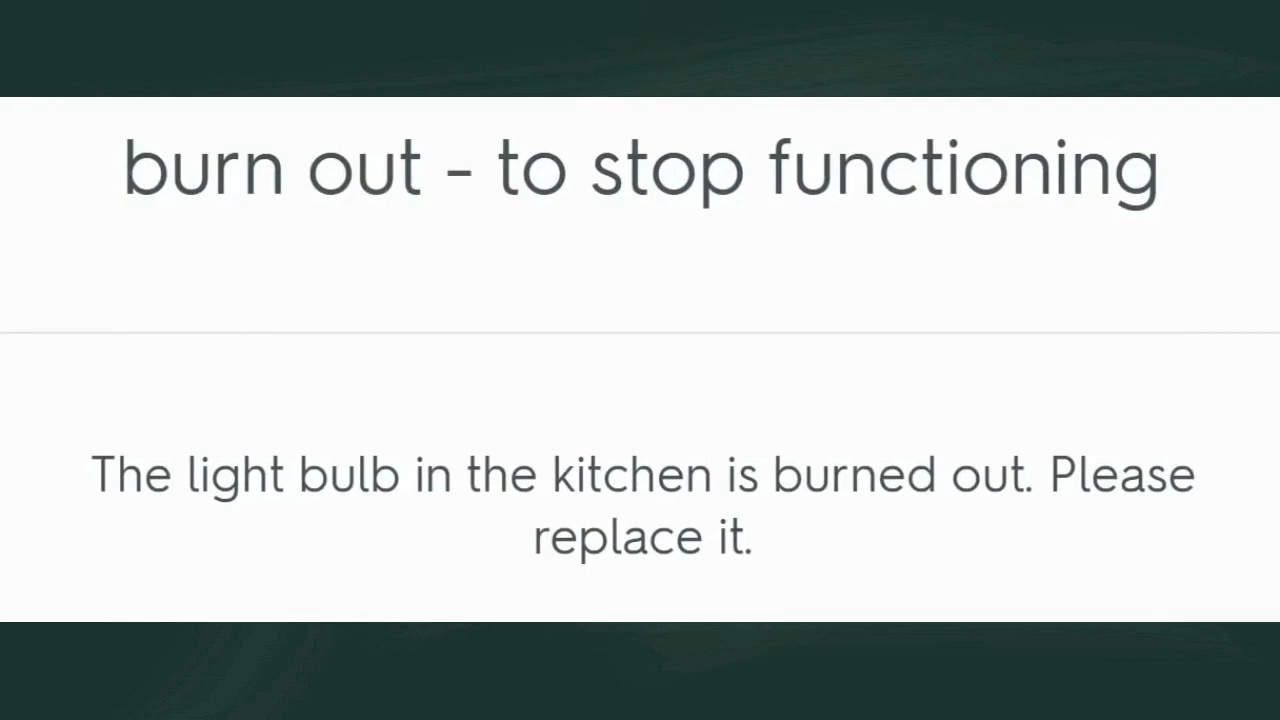 burn out - to stop functioning
The light bulb in the kitchen is burned out. Please
replace it.